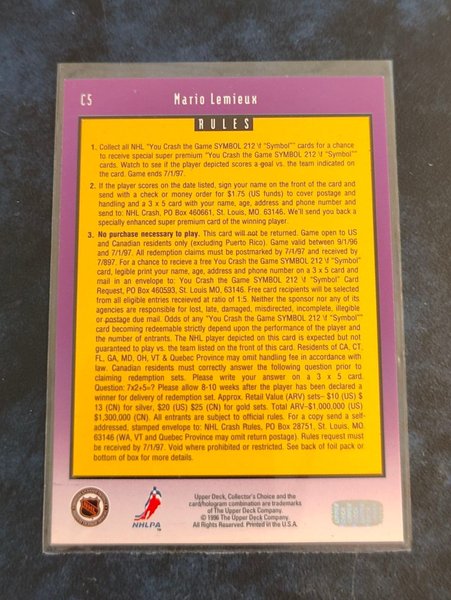 C5 Mario Lemieux
RULES
1. Collect all NHL "You Crash the Game SYMBOL 212 \f "Symbol"" cards for a chance
to receive special super premium "You Crash the Game SYMBOL 212 \f "Symbol""
cards. Watch to see if the player depicted scores a goal vs. the team indicated on
the card. Game ends 7/1/97.
2. If the player scores on the date listed, sign your name on the front of the card and
send with a check or money order for $1.75 (US funds) to cover postage and
handling and a 3 x 5 card with your name, address, phone number and
send to: NHL Crash, PO Box 460661, St. Louis, MO. 63146. We'll send you back a
specially enhanced super premium card of the winning player.
3. No purchase necessary to play. This card will not be returned. Game open to US
and Canadian residents only (excluding Puerto Rico). Game valid between 9/1/96
and 7/1/97. All redemption claims must be postmarked by 7/1/97 and received by
7/897. For a chance to recieve a free You Crash the Game SYMBOL 212 \f "Symbol"
card, legible print your name, age, address and phone number on a 3 x 5 card and
mail in an envelope to: You Crash the Game SYMBOL 212 \f "Symbol" Card
Request, PO Box 460593, St. Louis MO, 63146. Free card recipients will be selected
from all eligible entries receieved at ratio of 1:5. Neither the sponsor nor any of its
agencies are responsible for lost, late, damaged, misdirected, incomplete, illegible
or postage due mail. Odds of any "You Crash the Game SYMBOL 212 \f "Symbol""
card becoming redeemable strictly depend upon the performance of the player and
the number of entrants. The NHL player depicted on this card is expected but not
guaranteed to play vs. the team listed on the front of this card. Residents of CA, CT,
FL, GA, MD, OH, VT & Quebec Province may omit handling fee in accordance with
law. Canadian residents must correctly answer the following question prior to
claiming redemption sets. Please write your answer on a 3 x 5 card.
Question: 7x2+5=? Please allow 8-10 weeks after the player has been declared a
winner for delivery of redemption set. Approx. Retail Value (ARV) sets– $10 (US) $
13 (CN) for silver, $20 (US) $25 (CN) for gold sets. Total ARV–$1,000,000 (US)
$1,300,000 (CN). All entrants are subject to official rules. For a copy send a self-
addressed, stamped envelope to: NHL Crash Rules, PO Box 28751, St. Louis, MO.
63146 (WA, VT and Quebec Province may omit return postage). Rules request must
be received by 7/1/97. Void where prohibited or restricted. See back of foil pack or
bottom of box for more details.
NHL
NHLPA
TM
Upper Deck, Collector's Choice and the
card/hologram combination are trademarks
of The Upper Deck Company.
© 1996 The Upper Deck Company.
All Rights Reserved. Printed in the U.S.A.